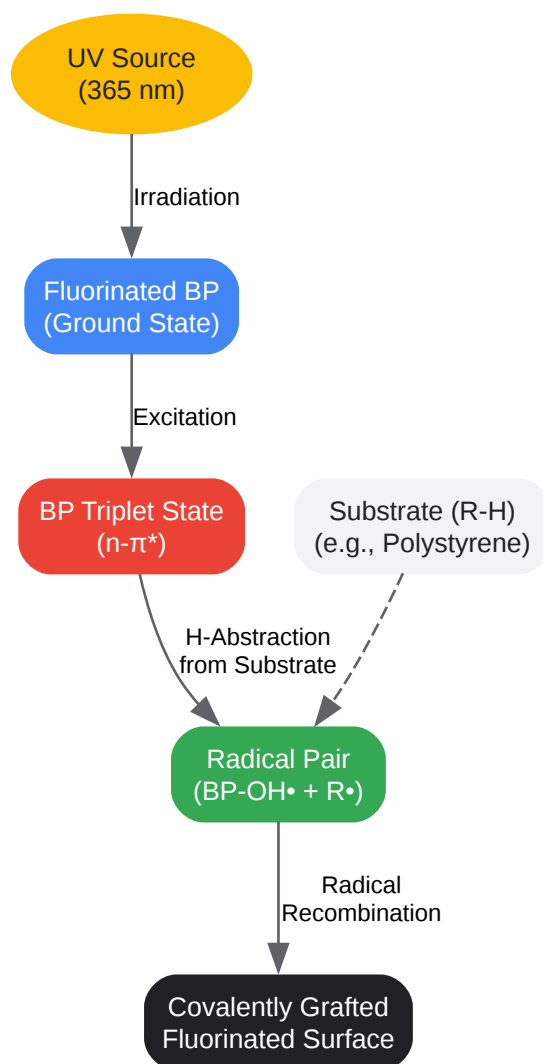 UV Source
(365 nm)
Irradiation
Fluorinated BP
(Ground State)
Excitation
BP Triplet State
(n-π*)
Substrate (R-H)
(e.g., Polystyrene)
H-Abstraction
from Substrate
Radical Pair
(BP-OH• + R•)
Radical
Recombination
Covalently Grafted
Fluorinated Surface